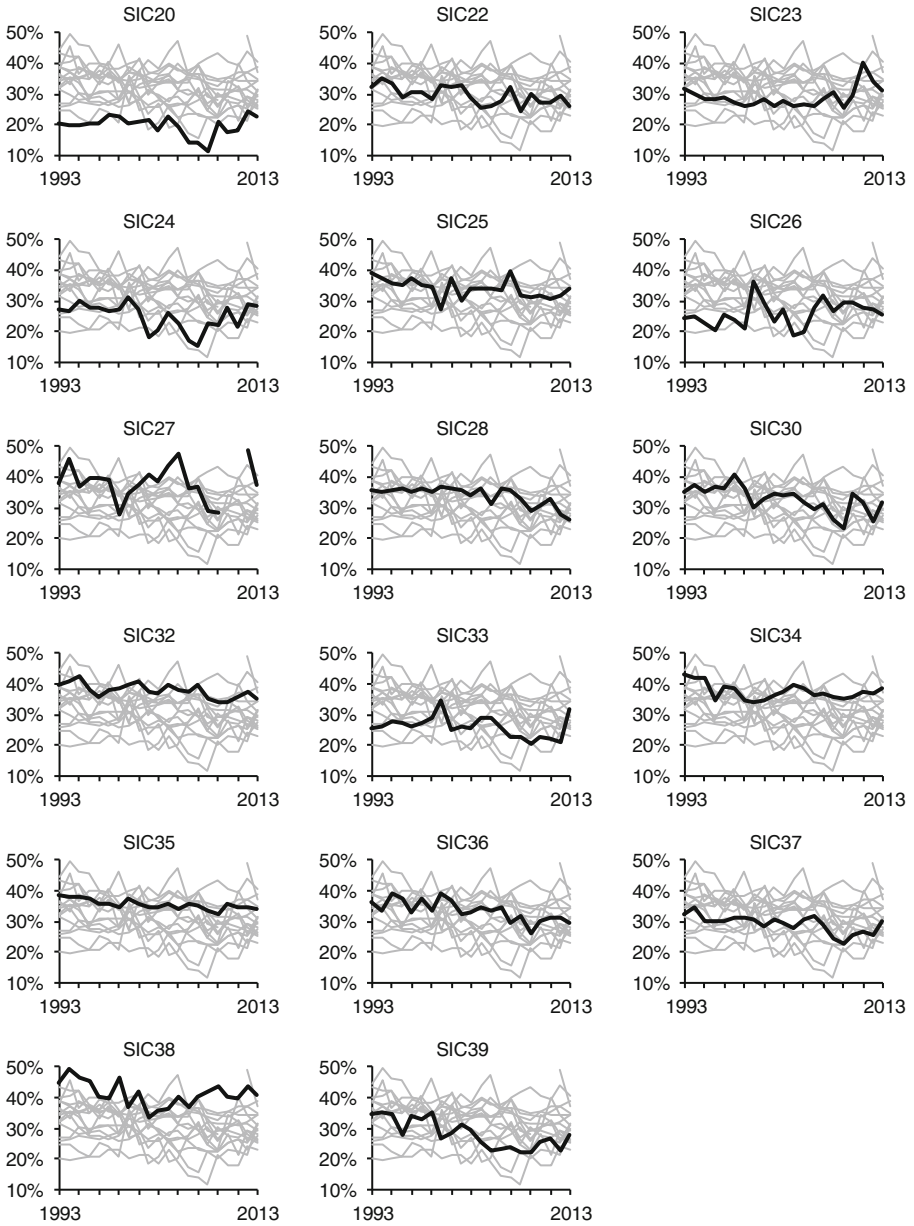 SIC20 SIC22 SIC23
50% 50% 50%
40% 40% 40%
30% 30% 30%
20% 20% 20%
10% 10% 10%
1993 2013 1993 2013 1993 2013
SIC24 SIC25 SIC26
50% 50% 50%
40% 40% 40%
30% 30% 30%
20% 20% 20%
10% 10% 10%
1993 2013 1993 2013 1993 2013
SIC27 SIC28 SIC30
50% 50% 50%
40% 40% 40%
30% 30% 30%
20% 20% 20%
10% 10% 10%
1993 2013 1993 2013 1993 2013
SIC32 SIC33 SIC34
50% 50% 50%
40% 40% 40%
30% 30% 30%
20% 20% 20%
10% 10% 10%
1993 2013 1993 2013 1993 2013
SIC35 SIC36 SIC37
50% 50% 50%
40% 40% 40%
30% 30% 30%
20% 20% 20%
10% 10% 10%
1993 2013 1993 2013 1993 2013
SIC38 SIC39
50% 50%
40% 40%
30% 30%
20% 20%
10% 10%
1993 2013 1993 2013